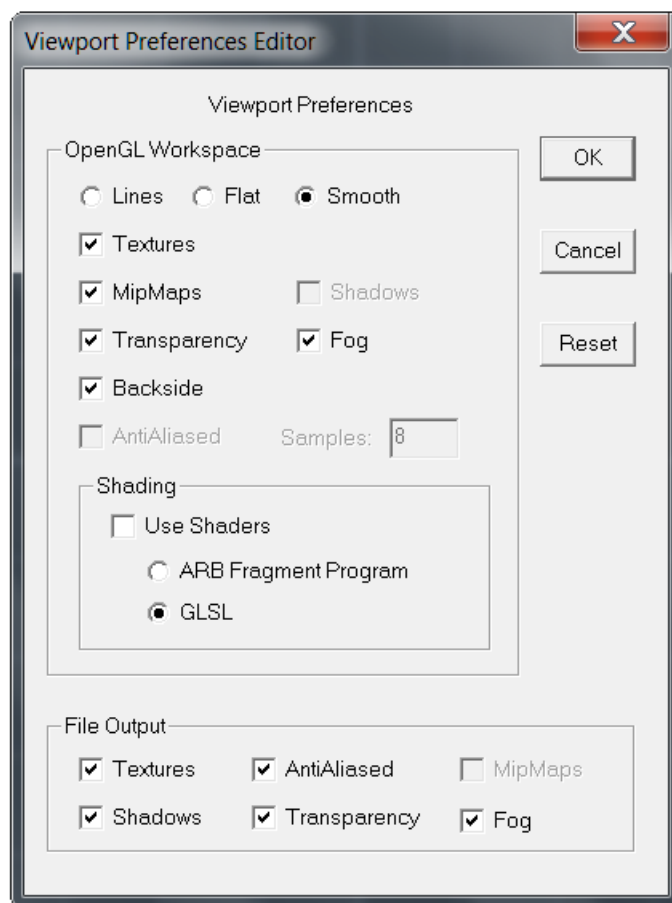 Viewport Preferences Editor
X
Viewport Preferences
OpenGL Workspace
OK
Lines Flat Smooth
Textures
Cancel
MipMaps Shadows
Transparency Fog
Reset
Backside
AntiAliased Samples: 8
Shading
Use Shaders
ARB Fragment Program
GLSL
File Output
Textures AntiAliased MipMaps
Shadows Transparency Fog